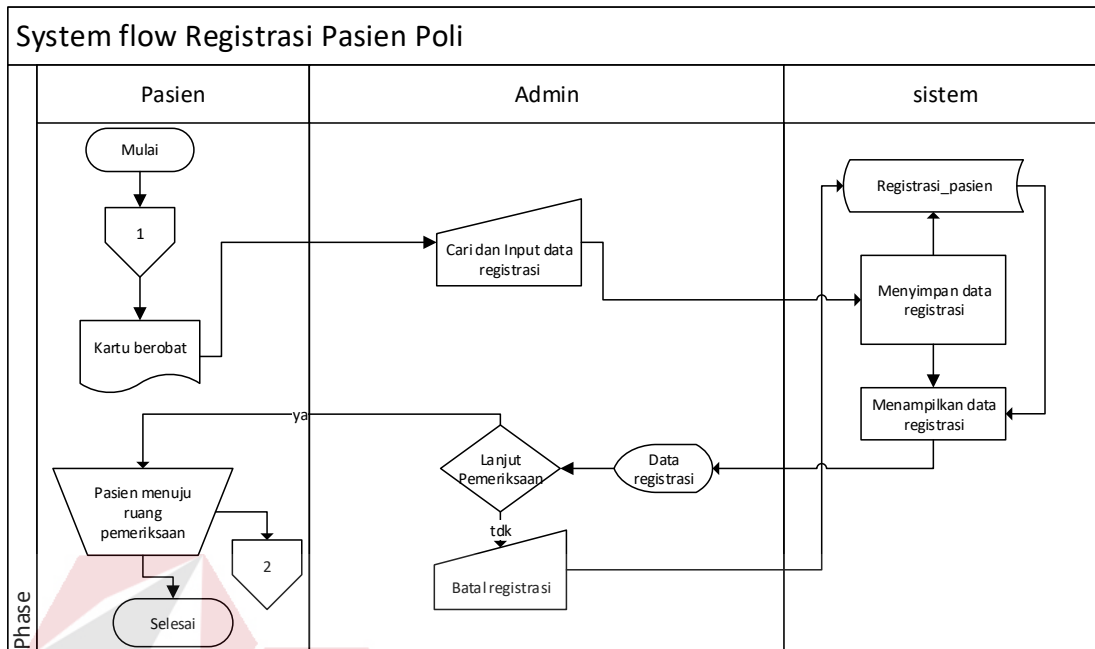 System flow Registrasi Pasien Poli
Pasien
Admin
sistem
Mulai
1
Kartu berobat
Cari dan Input data
registrasi
Registrasi_pasien
Menyimpan data
registrasi
Menampilkan data
registrasi
Data
registrasi
Lanjut
Pemeriksaan
ya
tdk
Batal registrasi
Pasien menuju
ruang
pemeriksaan
2
Selesai
Phase